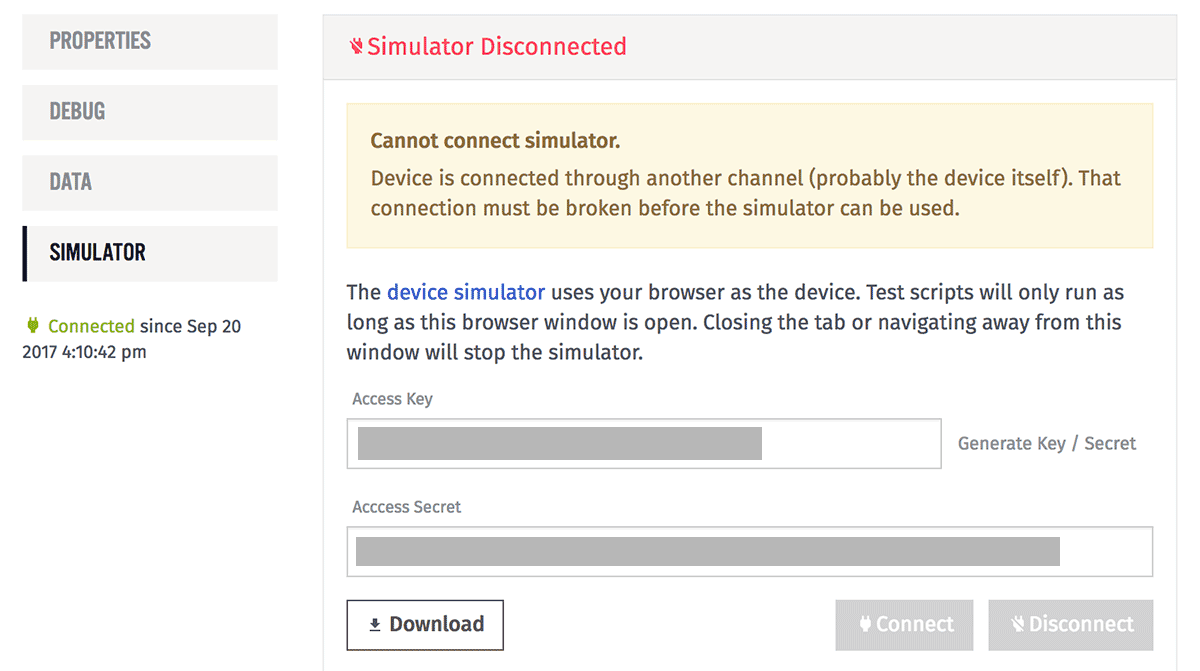 PROPERTIES
DEBUG
DATA
SIMULATOR
Connected since Sep 20
2017 4:10:42 pm
Simulator Disconnected
Cannot connect simulator.
Device is connected through another channel (probably the device itself). That
connection must be broken before the simulator can be used.
The device simulator uses your browser as the device. Test scripts will only run as
long as this browser window is open. Closing the tab or navigating away from this
window will stop the simulator.
Access Key
Generate Key / Secret
Acccess Secret
Download
Connect
Disconnect